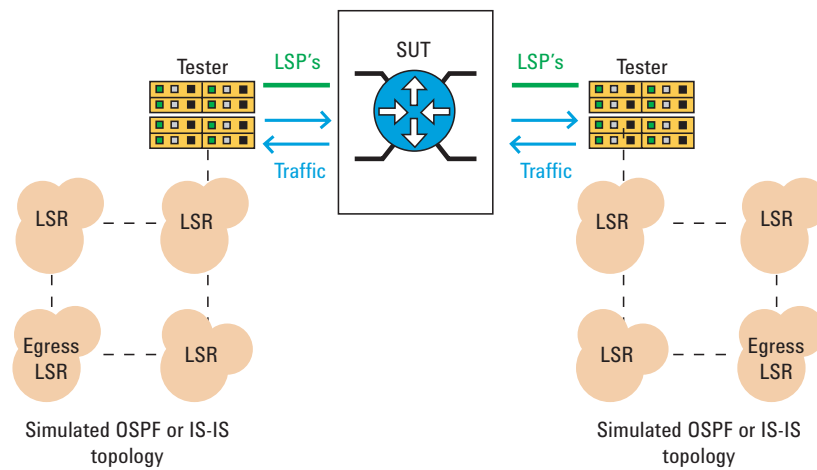 SUT
Tester
LSP's
LSP's
Tester
Traffic
Traffic
LSR
LSR
LSR
LSR
Egress
LSR
LSR
LSR
Egress
LSR
Simulated OSPF or IS-IS
topology
Simulated OSPF or IS-IS
topology